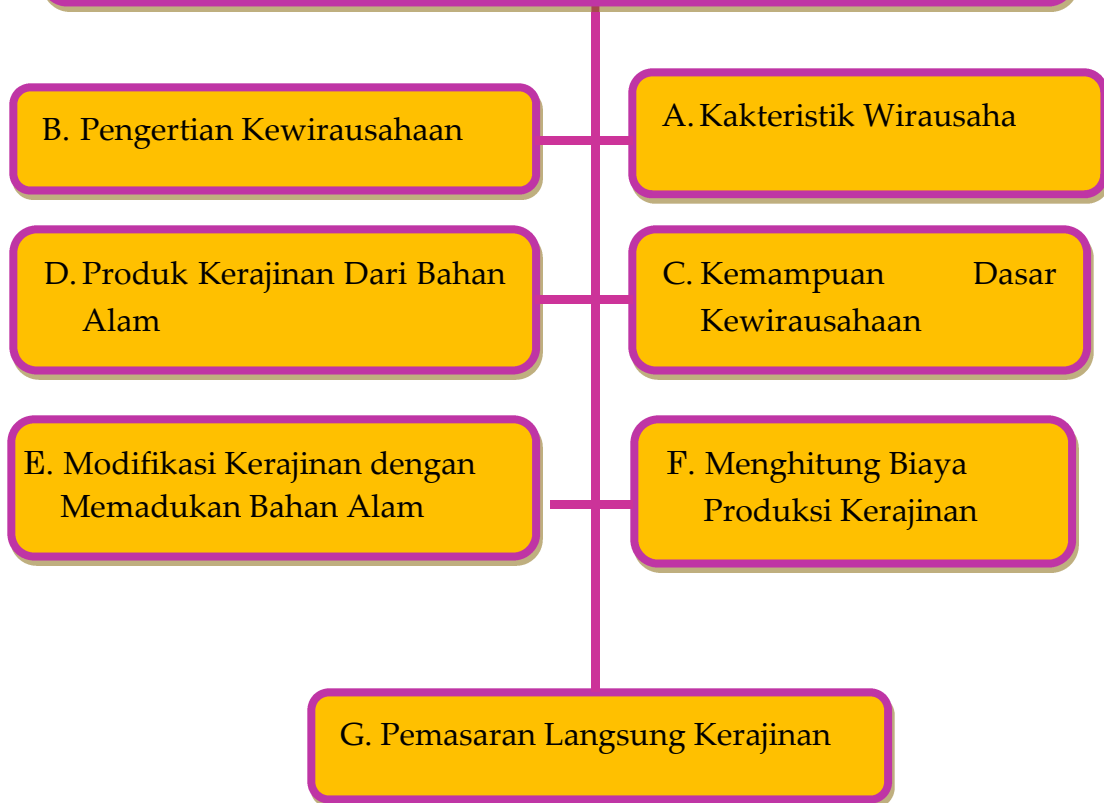 B. Pengertian Kewirausahaan
A. Kakteristik Wirausaha
D. Produk Kerajinan Dari Bahan
Alam
C. Kemampuan Dasar
Kewirausahaan
E. Modifikasi Kerajinan dengan
Memadukan Bahan Alam
F. Menghitung Biaya
Produksi Kerajinan
G. Pemasaran Langsung Kerajinan